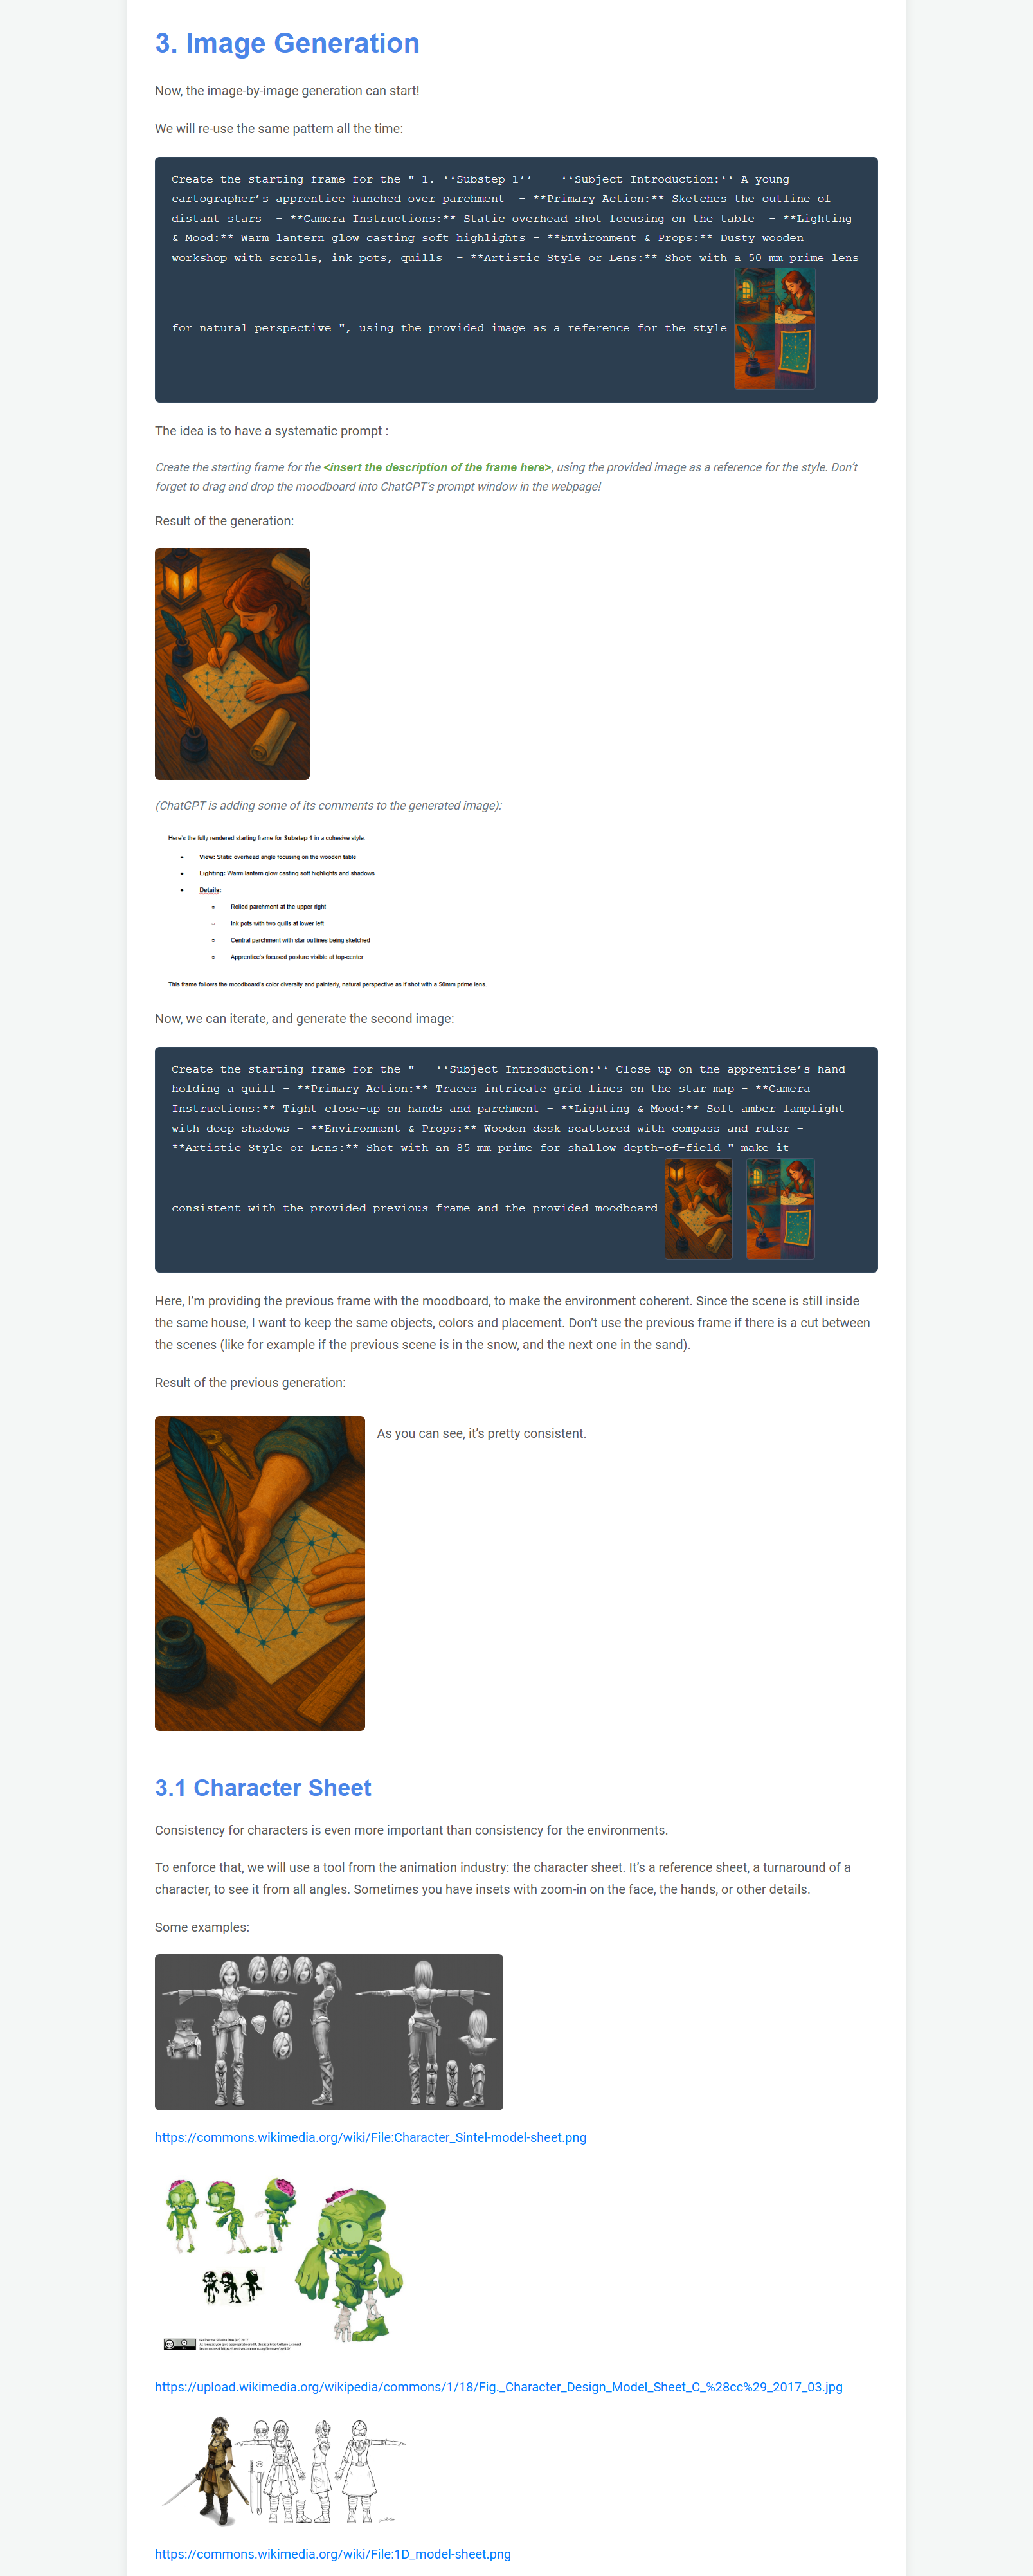 3. Image Generation
Now, the image-by-image generation can start!
We will re-use the same pattern all the time:
Create the starting frame for the " 1. **Substep 1**  – **Subject Introduction:** A young
cartographer’s apprentice hunched over parchment  – **Primary Action:** Sketches the outline of
distant stars  – **Camera Instructions:** Static overhead shot focusing on the table  – **Lighting
& Mood:** Warm lantern glow casting soft highlights – **Environment & Props:** Dusty wooden
workshop with scrolls, ink pots, quills  – **Artistic Style or Lens:** Shot with a 50 mm prime lens
for natural perspective ", using the provided image as a reference for the style
The idea is to have a systematic prompt :
Create the starting frame for the <insert the description of the frame here>, using the provided image as a reference for the style. Don’t
forget to drag and drop the moodboard into ChatGPT’s prompt window in the webpage!
Result of the generation:
(ChatGPT is adding some of its comments to the generated image):
Here's the fully rendered starting frame for Substep 1 in a cohesive style:
• View: Static overhead angle focusing on the wooden table
• Lighting: Warm lantern glow casting soft highlights and shadows
• Details:
o Rolled parchment at the upper right
o Ink pots with two quills at lower left
o Central parchment with star outlines being sketched
o Apprentice's focused posture visible at top-center
This frame follows the moodboard's color diversity and painterly, natural perspective as if shot with a 50mm prime lens.
Now, we can iterate, and generate the second image:
Create the starting frame for the " – **Subject Introduction:** Close-up on the apprentice’s hand
holding a quill – **Primary Action:** Traces intricate grid lines on the star map – **Camera
Instructions:** Tight close-up on hands and parchment – **Lighting & Mood:** Soft amber lamplight
with deep shadows – **Environment & Props:** Wooden desk scattered with compass and ruler –
**Artistic Style or Lens:** Shot with an 85 mm prime for shallow depth-of-field " make it
consistent with the provided previous frame and the provided moodboard
Here, I’m providing the previous frame with the moodboard, to make the environment coherent. Since the scene is still inside
the same house, I want to keep the same objects, colors and placement. Don’t use the previous frame if there is a cut between
the scenes (like for example if the previous scene is in the snow, and the next one in the sand).
Result of the previous generation:
As you can see, it’s pretty consistent.
3.1 Character Sheet
Consistency for characters is even more important than consistency for the environments.
To enforce that, we will use a tool from the animation industry: the character sheet. It’s a reference sheet, a turnaround of a
character, to see it from all angles. Sometimes you have insets with zoom-in on the face, the hands, or other details.
Some examples:
https://commons.wikimedia.org/wiki/File:Character_Sintel-model-sheet.png
https://upload.wikimedia.org/wikipedia/commons/1/18/Fig._Character_Design_Model_Sheet_C_%28cc%29_2017_03.jpg
https://commons.wikimedia.org/wiki/File:1D_model-sheet.png